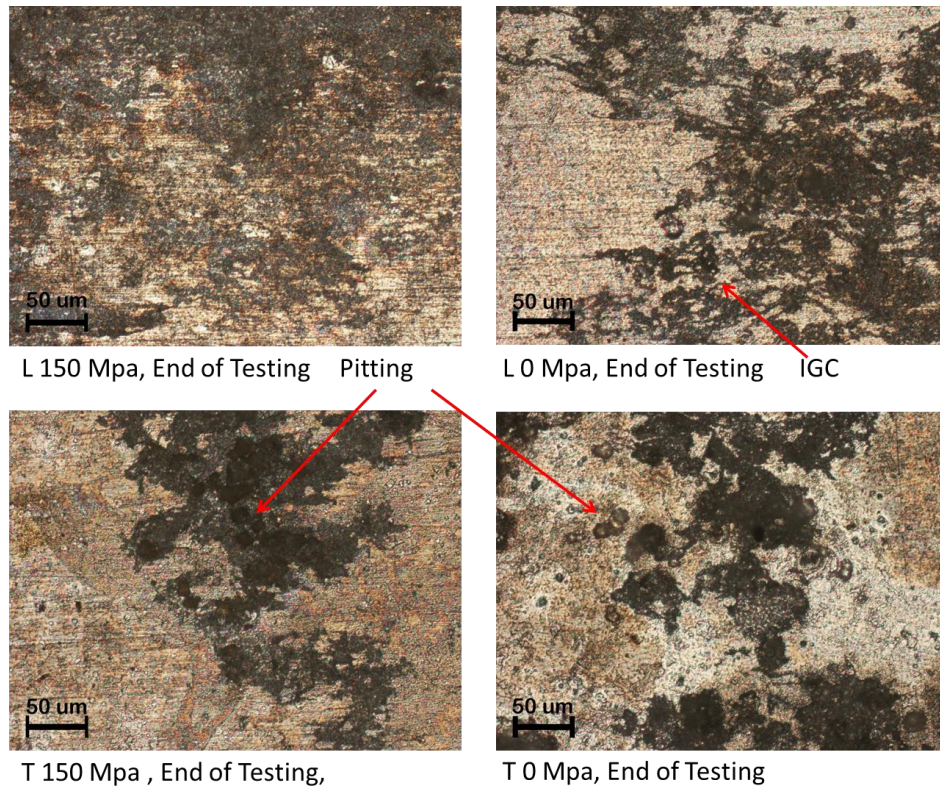 50 um
50 um
L 150 Mpa, End of Testing
Pitting
L 0 Mpa, End of Testing
IGC
50 um
50 um
T 150 Mpa , End of Testing,
T 0 Mpa, End of Testing